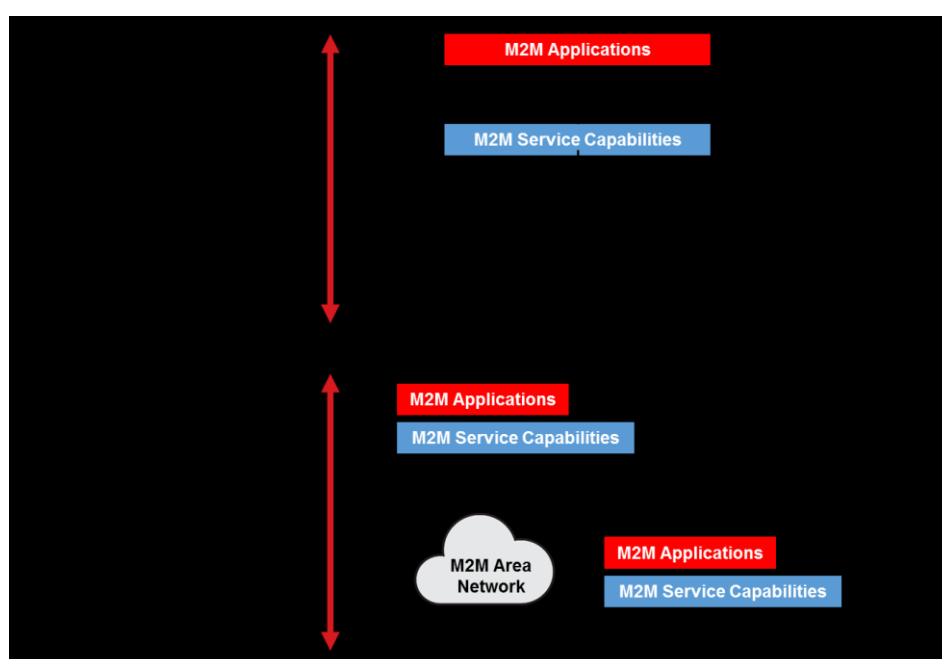 M2M Applications
M2M Service Capabilities
M2M Applications
M2M Service Capabilities
M2M Area
Network
M2M Applications
M2M Service Capabilities